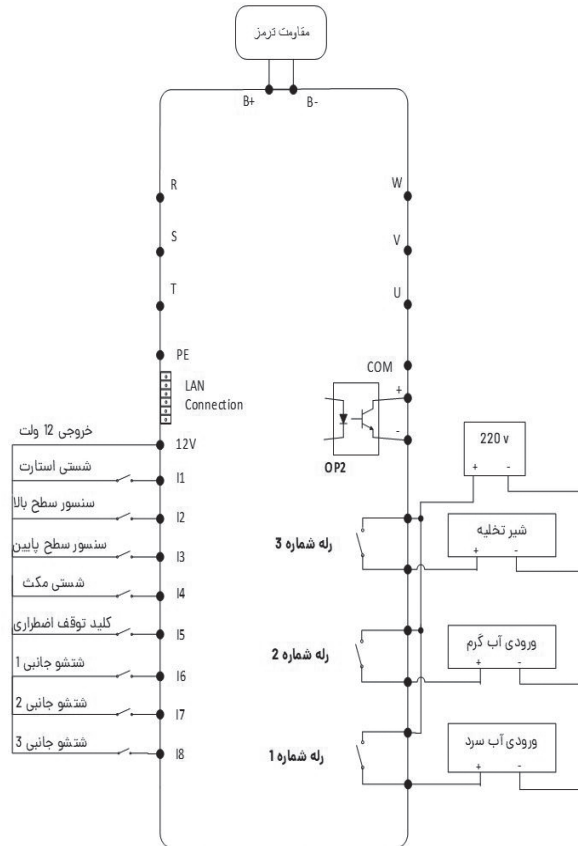 مقاومت ترمز
B+ B-
R
W
S
V
T
U
PE
COM
LAN
Connection
+
-
OP2
خروجی 12 ولت
12V
شستی استارت
I1
سنسور سطح بالا
I2
سنسور سطح پایین
I3
شستی مکث
I4
کلید توقف اضطراری
I5
شتشو جانبی 1
I6
شتشو جانبی 2
I7
شتشو جانبی 3
I8
220 v
+ -
رله شماره 3
شیر تخلیه
+ -
رله شماره 2
ورودی آب گرم
+ -
رله شماره 1
ورودی آب سرد
+ -